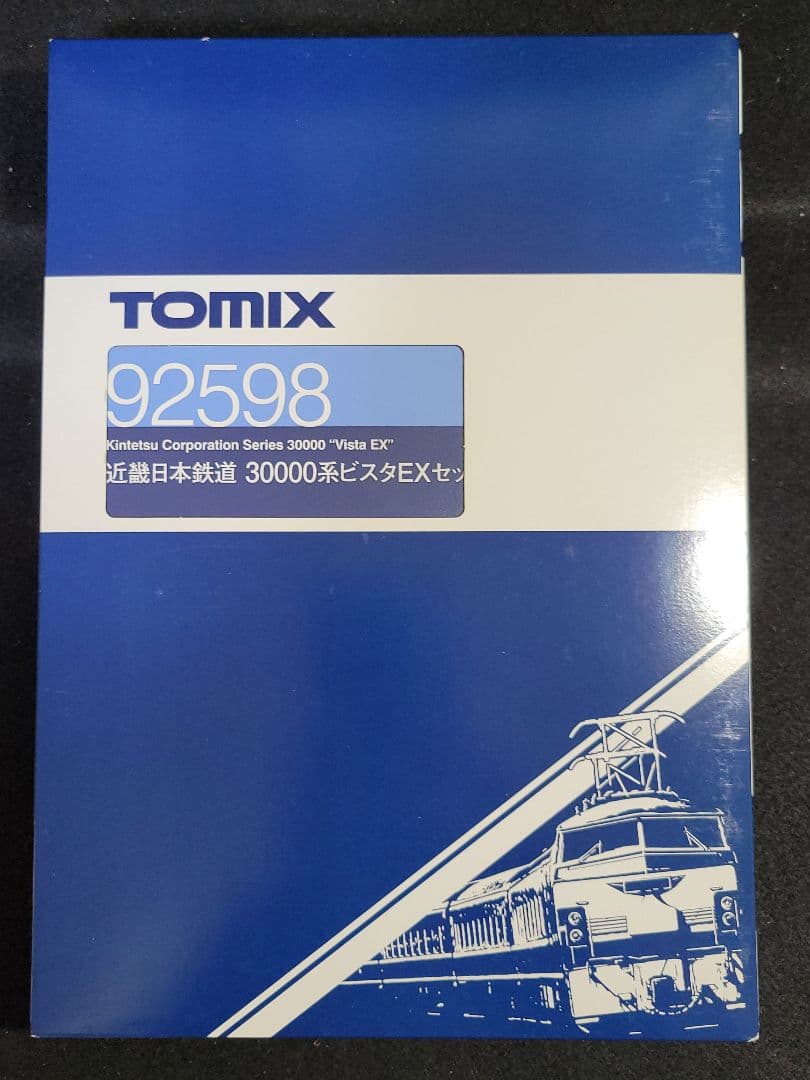 TOMIX
92598
Kintetsu Corporation Series 30000 “Vista EX”
近畿日本鉄道 30000系ビスタEXセッ